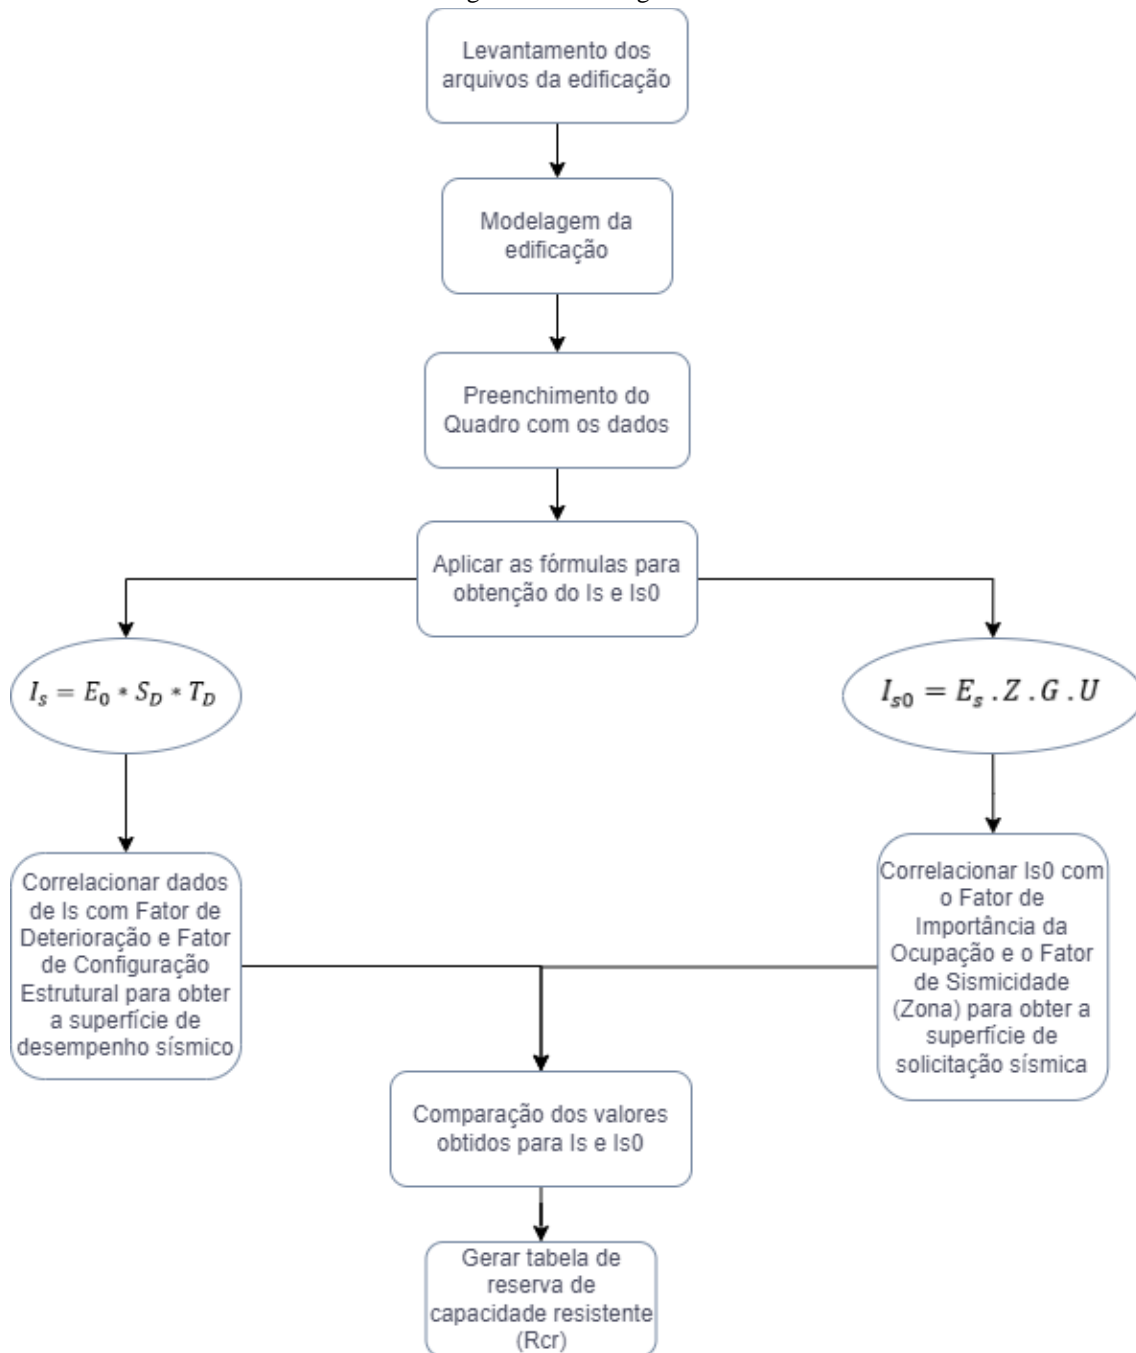 Levantamento dos
arquivos da edificação
Modelagem da
edificação
Preenchimento do
Quadro com os dados
Aplicar as fórmulas para
obtenção do Is e Is0
I_s = E_0 * S_D * T_D
I_{s0} = E_s . Z . G . U
Correlacionar dados
de Is com Fator de
Deterioração e Fator
de Configuração
Estrutural para obter
a superfície de
desempenho sísmico
Correlacionar Is0 com
o Fator de
Importância da
Ocupação e o Fator
de Sismicidade
(Zona) para obter a
superfície de
solicitação sísmica
Comparação dos valores
obtidos para Is e Is0
Gerar tabela de
reserva de
capacidade resistente
(Rcr)